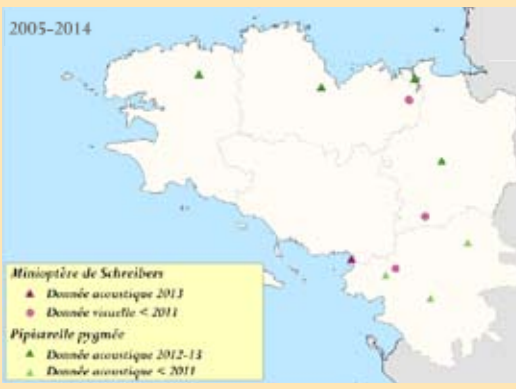 2005-2014
Minioptère de Schreibers
Donnée acoustique 2013
Donnée visuelle < 2011
Pipistrelle pygmée
Donnée acoustique 2012-13
Donnée acoustique < 2011